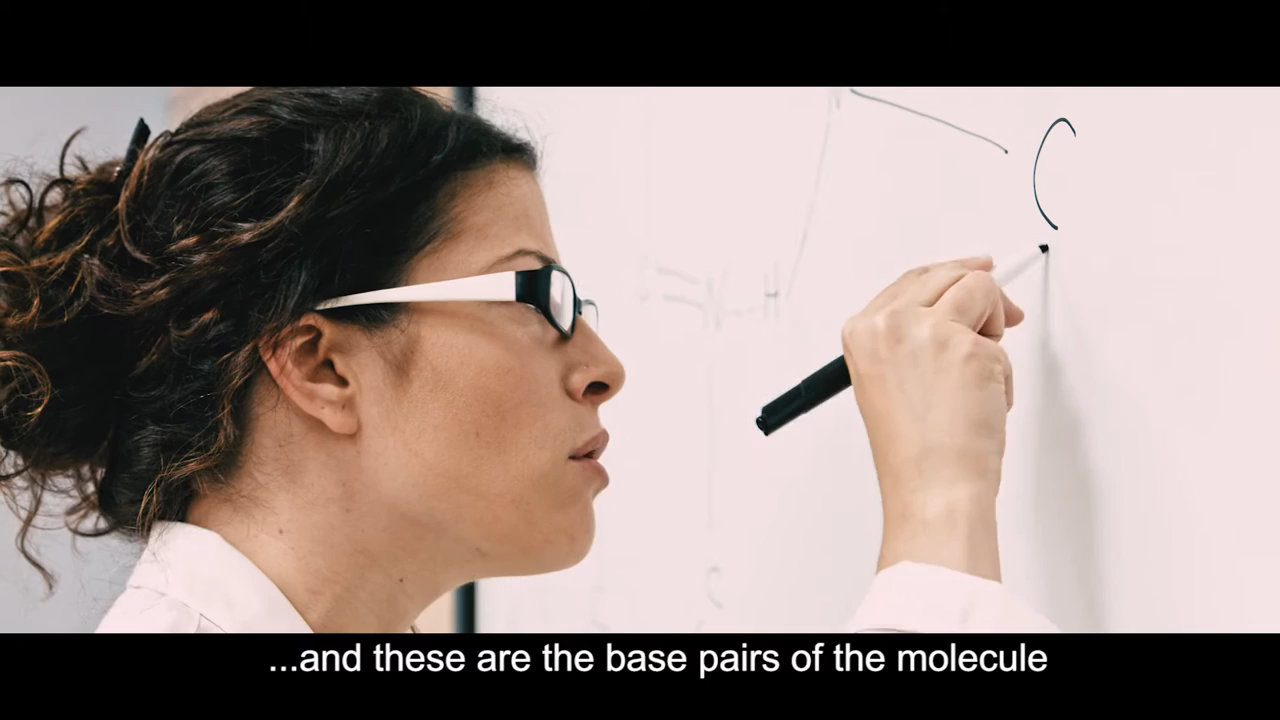 C
...and these are the base pairs of the molecule